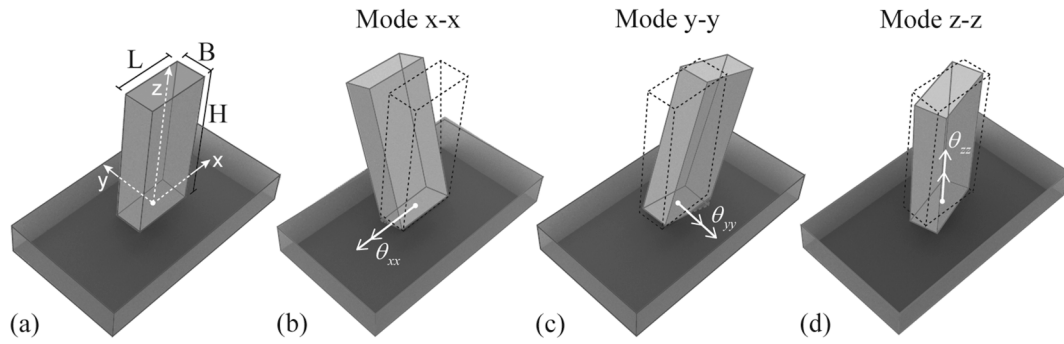 Mode x-x
Mode y-y
Mode z-z
L
B
z
H
x
y
θxx
θyy
θzz
(a)
(b)
(c)
(d)